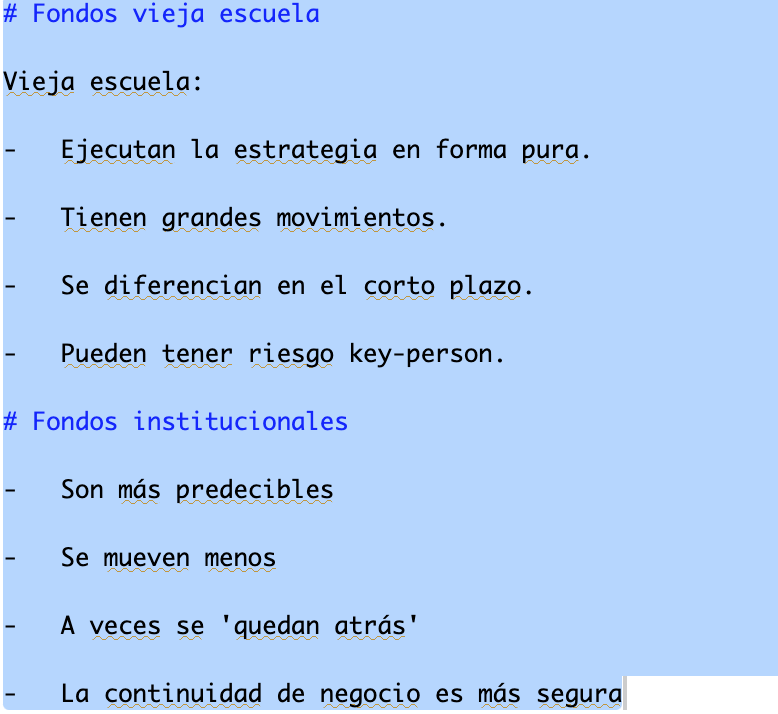 # Fondos vieja escuela
Vieja escuela:
-   Ejecutan la estrategia en forma pura.
-   Tienen grandes movimientos.
-   Se diferencian en el corto plazo.
-   Pueden tener riesgo key-person.
# Fondos institucionales
-   Son más predecibles
-   Se mueven menos
-   A veces se 'quedan atrás'
-   La continuidad de negocio es más segura